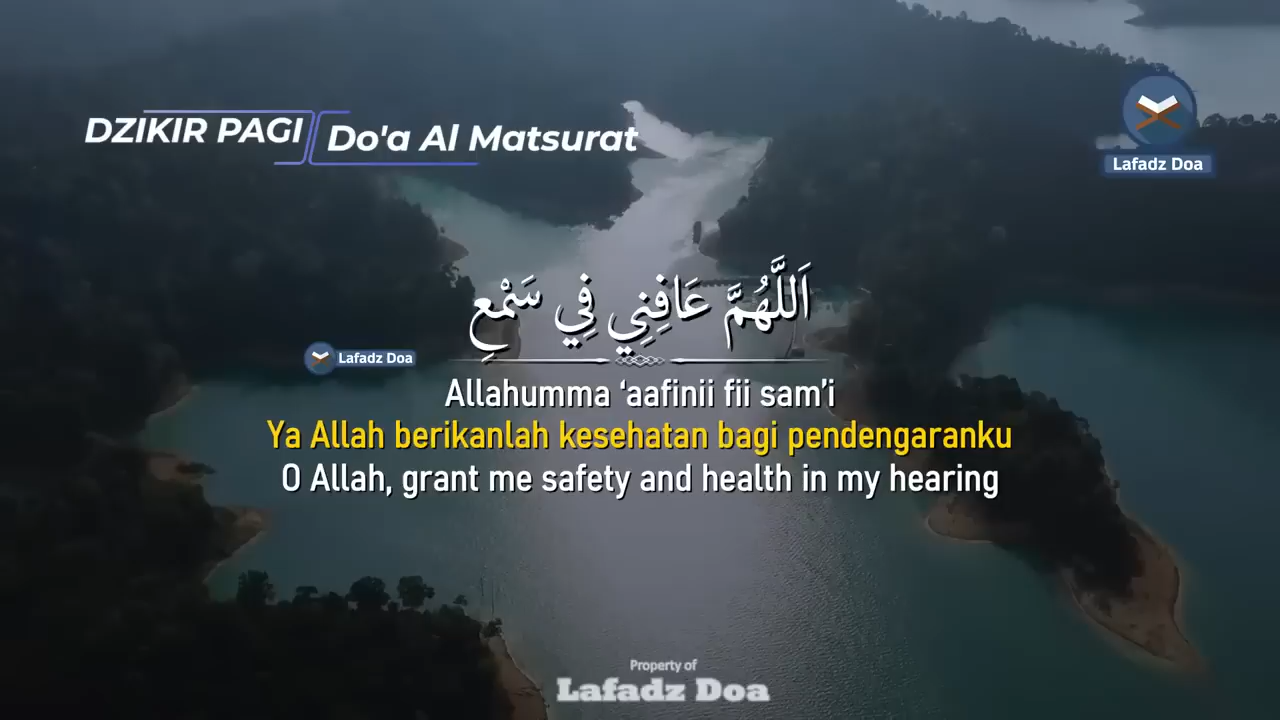 DZIKIR PAGI
Do'a Al Matsurat
Lafadz Doa
اَللَّهُمَّ عَافِنِي فِي سَمْعِ
Lafadz Doa
Allahumma ‘aafinii fii sam’i
Ya Allah berikanlah kesehatan bagi pendengaranku
O Allah, grant me safety and health in my hearing
Property of
Lafadz Doa